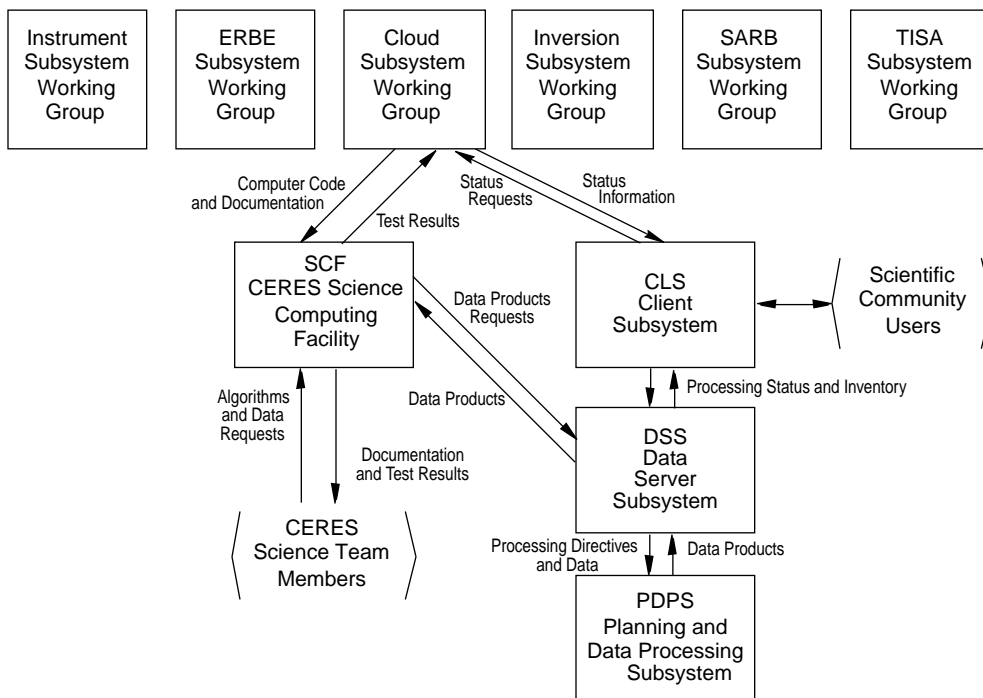 Instrument
Subsystem
Working
Group
ERBE
Subsystem
Working
Group
Cloud
Subsystem
Working
Group
Inversion
Subsystem
Working
Group
SARB
Subsystem
Working
Group
TISA
Subsystem
Working
Group
Computer Code
and Documentation
Test Results
Status
Requests
Status
Information
SCF
CERES Science
Computing
Facility
Data Products
Requests
CLS
Client
Subsystem
Scientific
Community
Users
Algorithms
and Data
Requests
Data Products
Processing Status and Inventory
Documentation
and Test Results
DSS
Data
Server
Subsystem
CERES
Science Team
Members
Processing Directives
and Data
Data Products
PDPS
Planning and
Data Processing
Subsystem